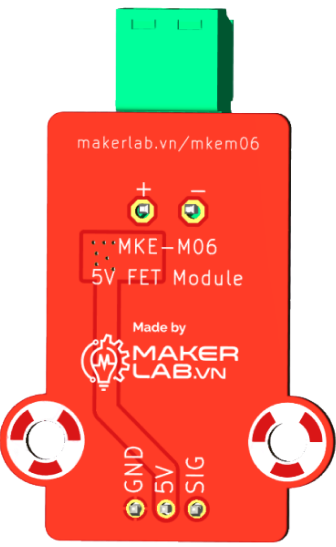 makerlab.vn/mkem06
+ −
MKE-M06
5V FET Module
Made by
MAKER
LAB.VN
GND 5V SIG